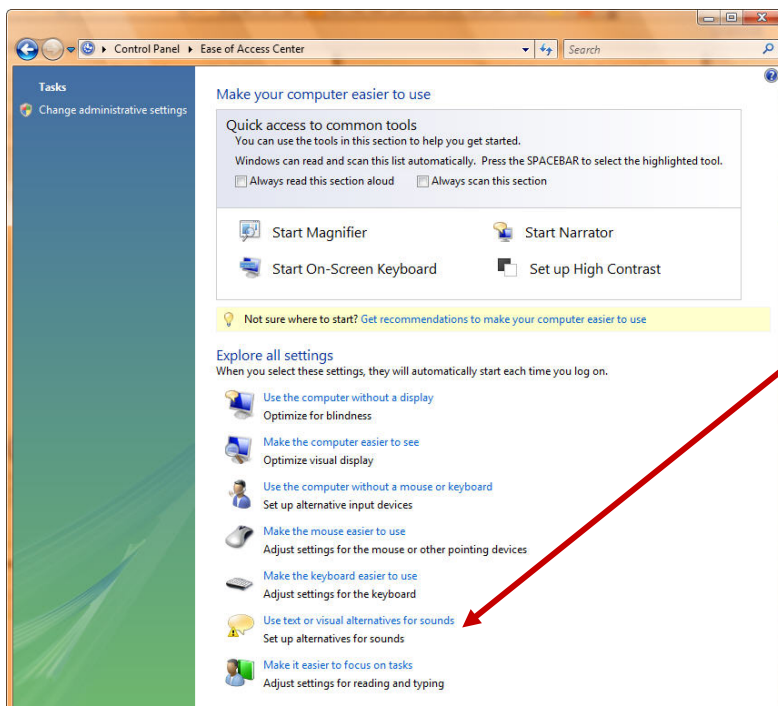 Control Panel ▸ Ease of Access Center
Search
Tasks
Change administrative settings
Make your computer easier to use
Quick access to common tools
You can use the tools in this section to help you get started.
Windows can read and scan this list automatically. Press the SPACEBAR to select the highlighted tool.
Always read this section aloud Always scan this section
Start Magnifier Start Narrator
Start On-Screen Keyboard Set up High Contrast
Not sure where to start? Get recommendations to make your computer easier to use
Explore all settings
When you select these settings, they will automatically start each time you log on.
Use the computer without a display
Optimize for blindness
Make the computer easier to see
Optimize visual display
Use the computer without a mouse or keyboard
Set up alternative input devices
Make the mouse easier to use
Adjust settings for the mouse or other pointing devices
Make the keyboard easier to use
Adjust settings for the keyboard
Use text or visual alternatives for sounds
Set up alternatives for sounds
Make it easier to focus on tasks
Adjust settings for reading and typing